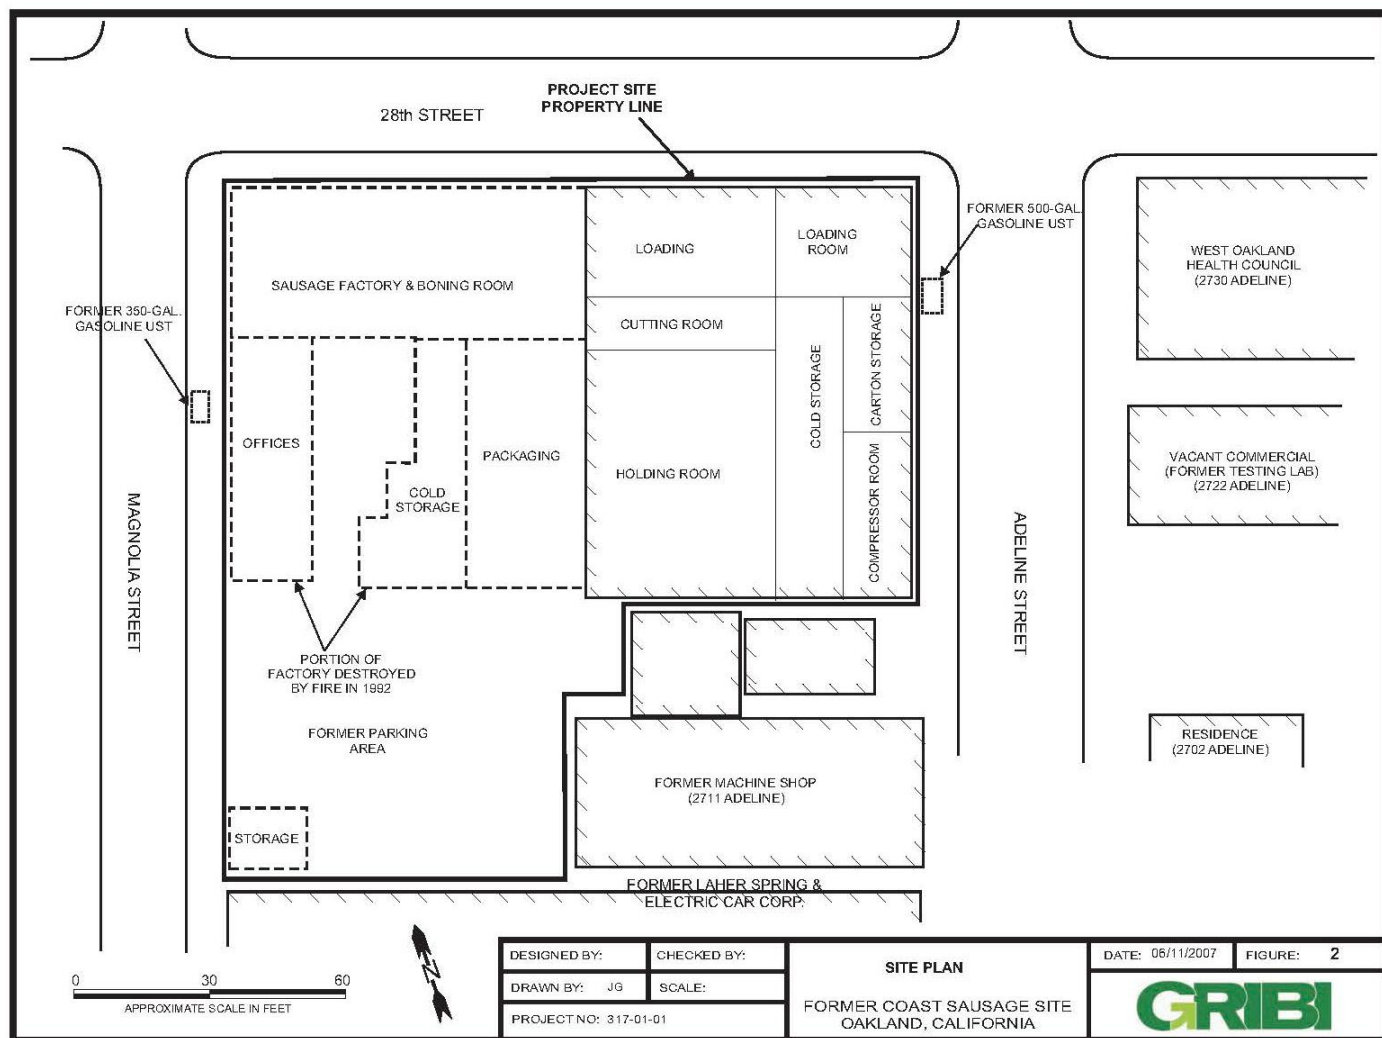 28th STREET
PROJECT SITE
PROPERTY LINE
FORMER 500-GAL.
GASOLINE UST
LOADING
LOADING
ROOM
WEST OAKLAND
HEALTH COUNCIL
(2730 ADELINE)
SAUSAGE FACTORY & BONING ROOM
FORMER 350-GAL.
GASOLINE UST
CUTTING ROOM
COLD STORAGE
CARTON STORAGE
OFFICES
PACKAGING
HOLDING ROOM
COLD
STORAGE
COMPRESSOR ROOM
VACANT COMMERCIAL
(FORMER TESTING LAB)
(2722 ADELINE)
MAGNOLIA STREET
ADELINE STREET
PORTION OF
FACTORY DESTROYED
BY FIRE IN 1992
FORMER PARKING
AREA
RESIDENCE
(2702 ADELINE)
FORMER MACHINE SHOP
(2711 ADELINE)
STORAGE
FORMER LAHER SPRING &
ELECTRIC CAR CORP.
N
0 30 60
APPROXIMATE SCALE IN FEET
DESIGNED BY:
CHECKED BY:
DRAWN BY: JG
SCALE:
PROJECT NO: 317-01-01
SITE PLAN
FORMER COAST SAUSAGE SITE
OAKLAND, CALIFORNIA
DATE: 06/11/2007
FIGURE: 2
GRIBI